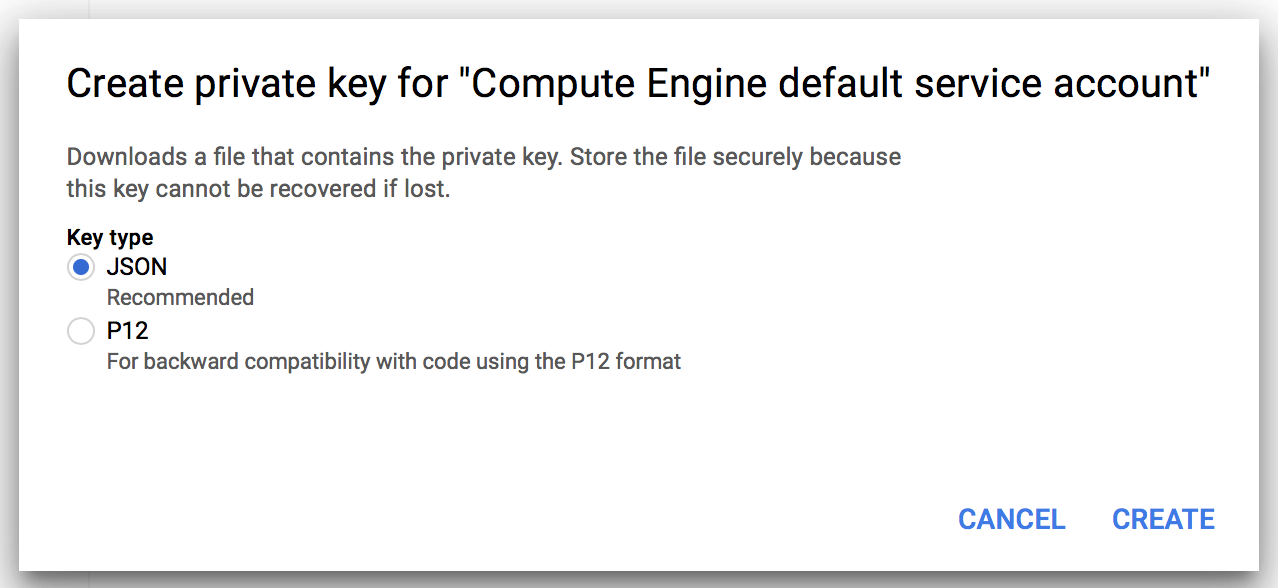 Create private key for "Compute Engine default service account"
Downloads a file that contains the private key. Store the file securely because
this key cannot be recovered if lost.
Key type
JSON
Recommended
P12
For backward compatibility with code using the P12 format
CANCEL CREATE